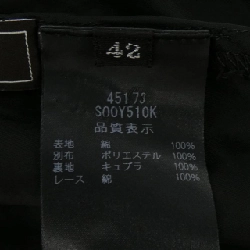 42
45173
SOOY510K
品質表示
表地 綿 100%
別布 ポリエステル 100%
裏地 キュプラ 100%
レース 綿 100%